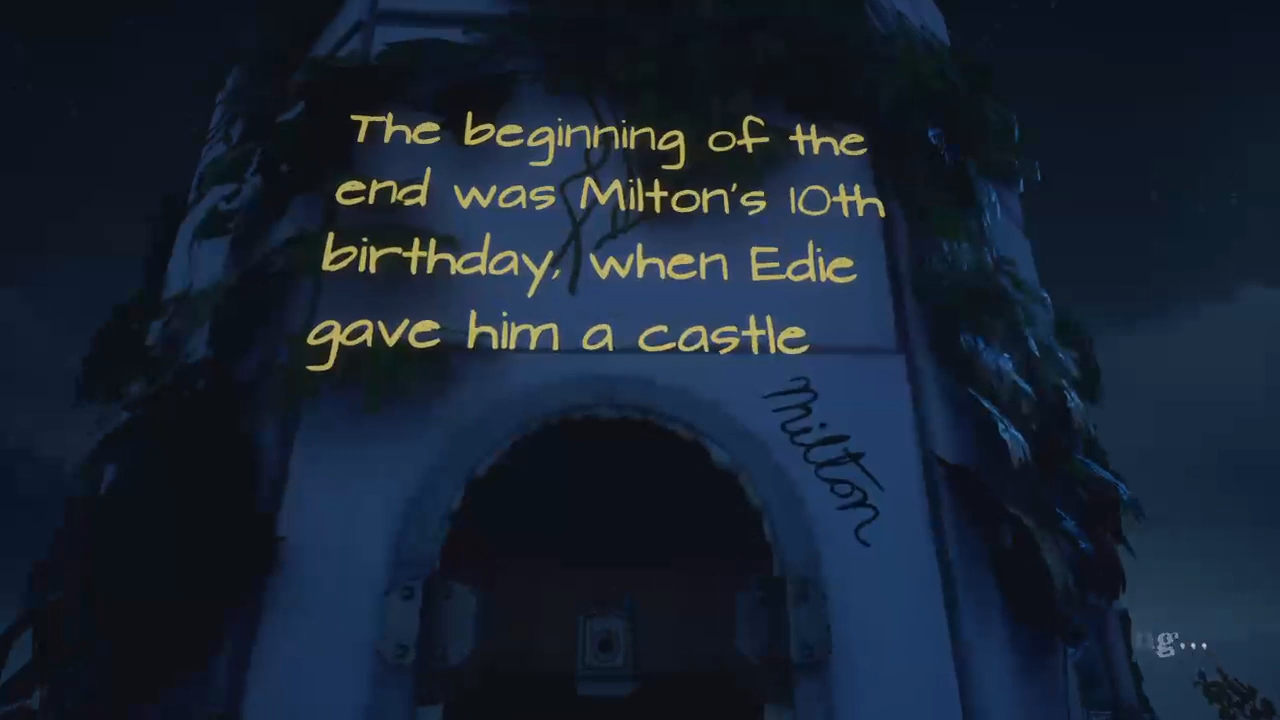 The beginning of the
end was Milton's 10th
birthday, when Edie
gave him a castle
Milton